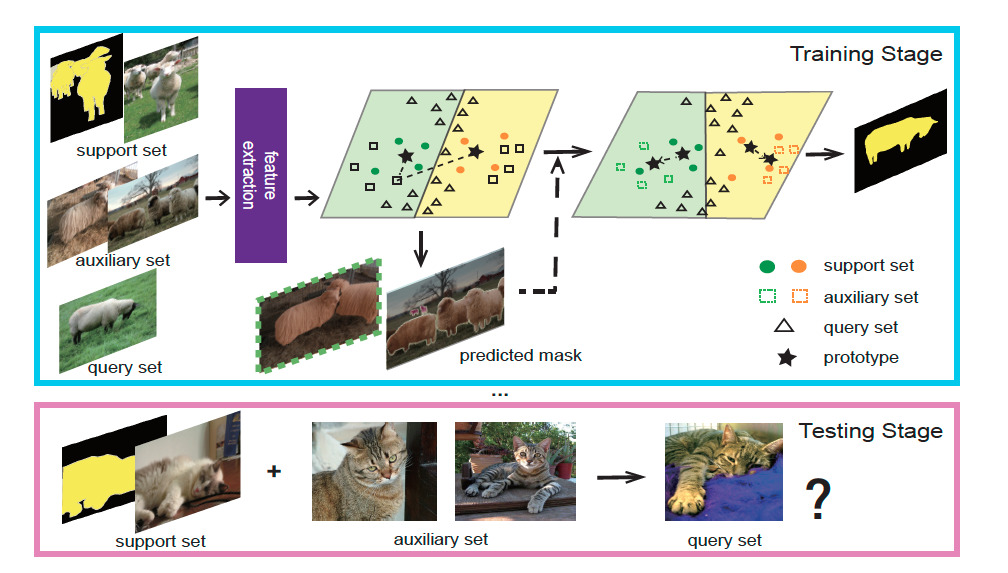 Training Stage
support set
feature
extraction
auxiliary set
query set
predicted mask
support set
auxiliary set
query set
prototype
...
Testing Stage
+
?
support set
auxiliary set
query set